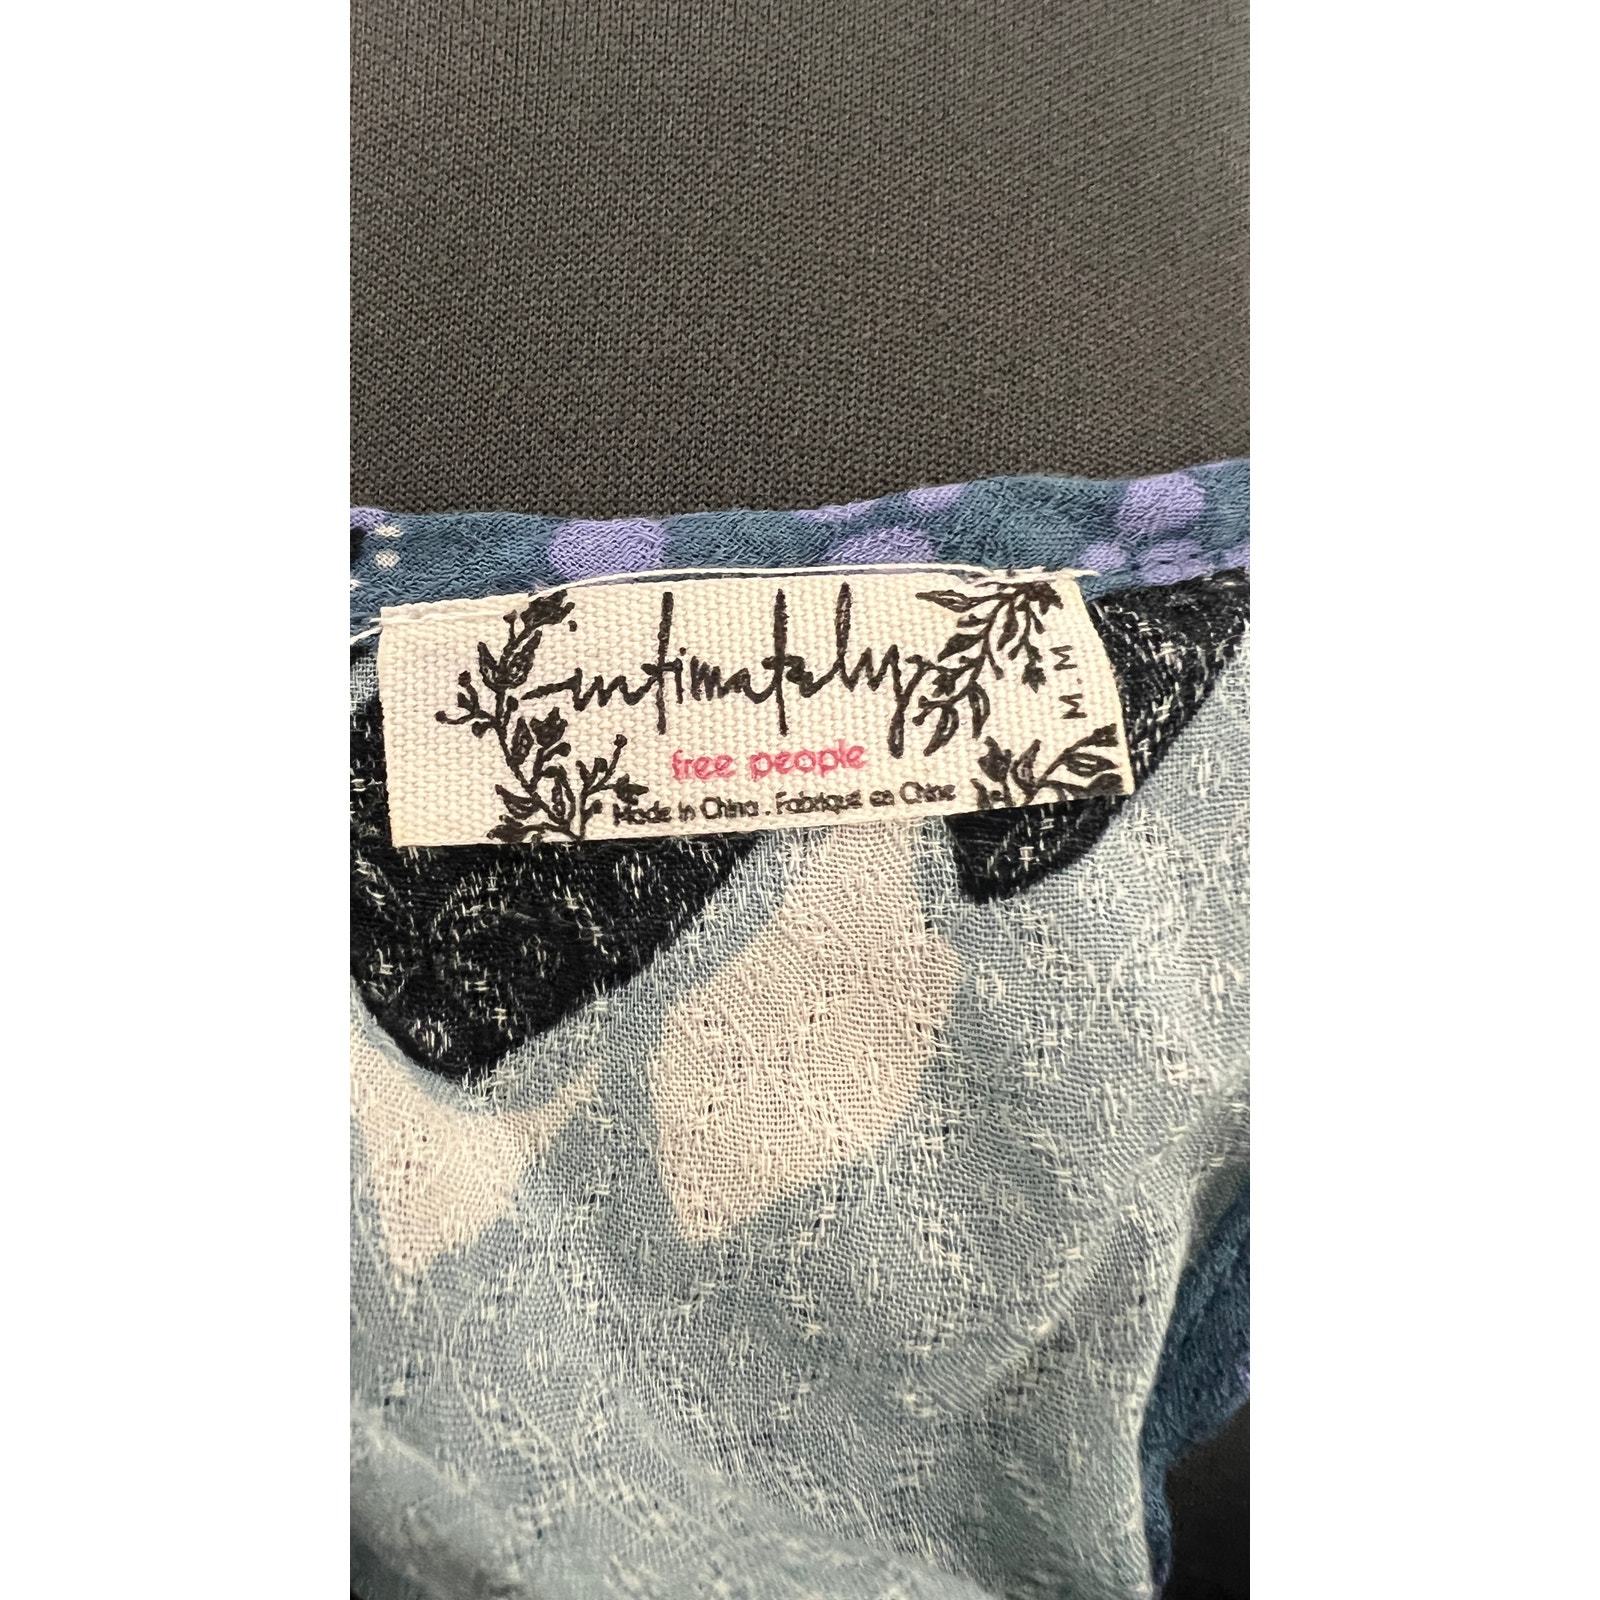 intimately
free people
Made in China . Fabriqué en Chine
M . M